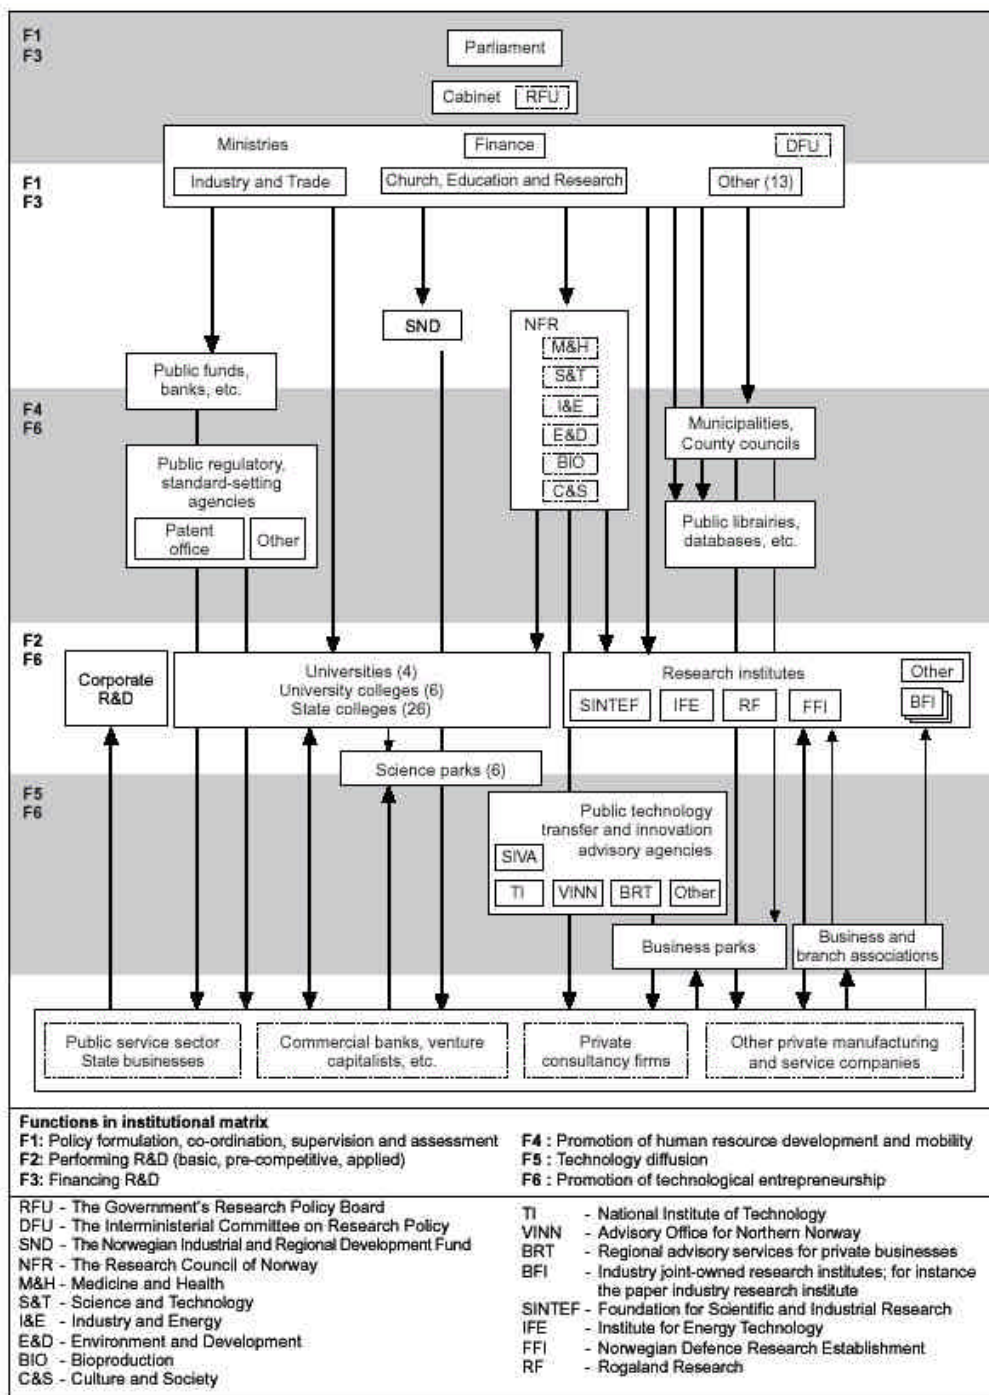 F1
F3
Parliament
Cabinet RFU
Ministries Finance DFU
F1
F3
Industry and Trade Church, Education and Research Other (13)
SND
NFR
M&H
S&T
I&E
E&D
BIO
C&S
Public funds,
banks, etc.
F4
F6
Municipalities,
County councils
Public regulatory,
standard-setting
agencies
Patent
office
Other
Public librairies,
databases, etc.
F2
F6
Corporate
R&D
Universities (4)
University colleges (6)
State colleges (26)
Research institutes
Other
SINTEF IFE RF FFI BFI
Science parks (6)
F5
F6
Public technology
transfer and innovation
advisory agencies
SIVA
TI VINN BRT Other
Business parks
Business and
branch associations
Public service sector
State businesses
Commercial banks, venture
capitalists, etc.
Private
consultancy firms
Other private manufacturing
and service companies
Functions in institutional matrix
F1: Policy formulation, co-ordination, supervision and assessment
F2: Performing R&D (basic, pre-competitive, applied)
F3: Financing R&D
F4 : Promotion of human resource development and mobility
F5 : Technology diffusion
F6 : Promotion of technological entrepreneurship
RFU - The Government's Research Policy Board
DFU - The Interministerial Committee on Research Policy
SND - The Norwegian Industrial and Regional Development Fund
NFR - The Research Council of Norway
M&H - Medicine and Health
S&T - Science and Technology
I&E - Industry and Energy
E&D - Environment and Development
BIO - Bioproduction
C&S - Culture and Society
TI - National Institute of Technology
VINN - Advisory Office for Northern Norway
BRT - Regional advisory services for private businesses
BFI - Industry joint-owned research institutes; for instance
the paper industry research institute
SINTEF - Foundation for Scientific and Industrial Research
IFE - Institute for Energy Technology
FFI - Norwegian Defence Research Establishment
RF - Rogaland Research